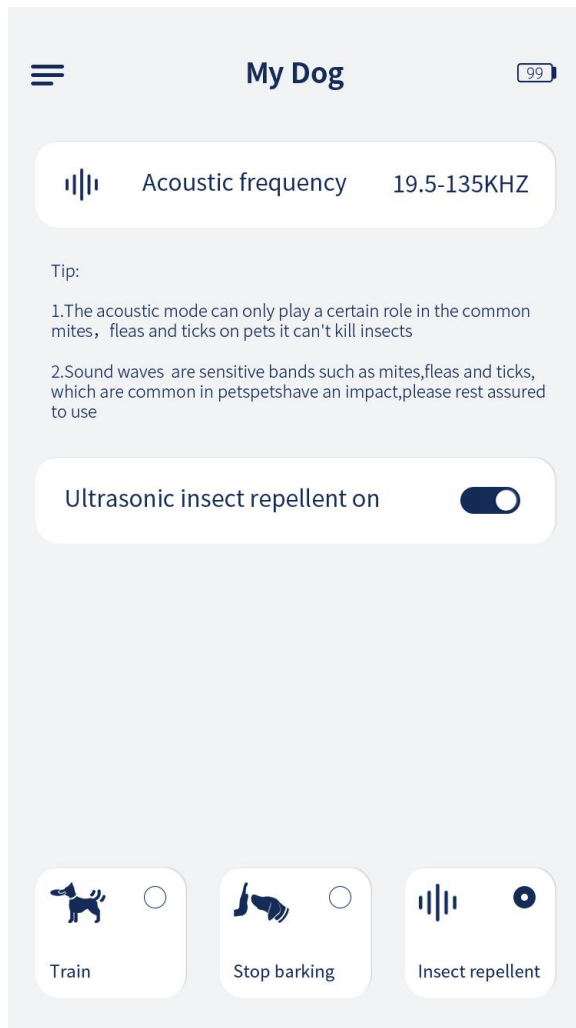 My Dog
99
Acoustic frequency 19.5-135KHZ
Tip:
1.The acoustic mode can only play a certain role in the common
mites，fleas and ticks on pets it can't kill insects
2.Sound waves are sensitive bands such as mites,fleas and ticks,
which are common in petspetshave an impact,please rest assured
to use
Ultrasonic insect repellent on
Train
Stop barking
Insect repellent